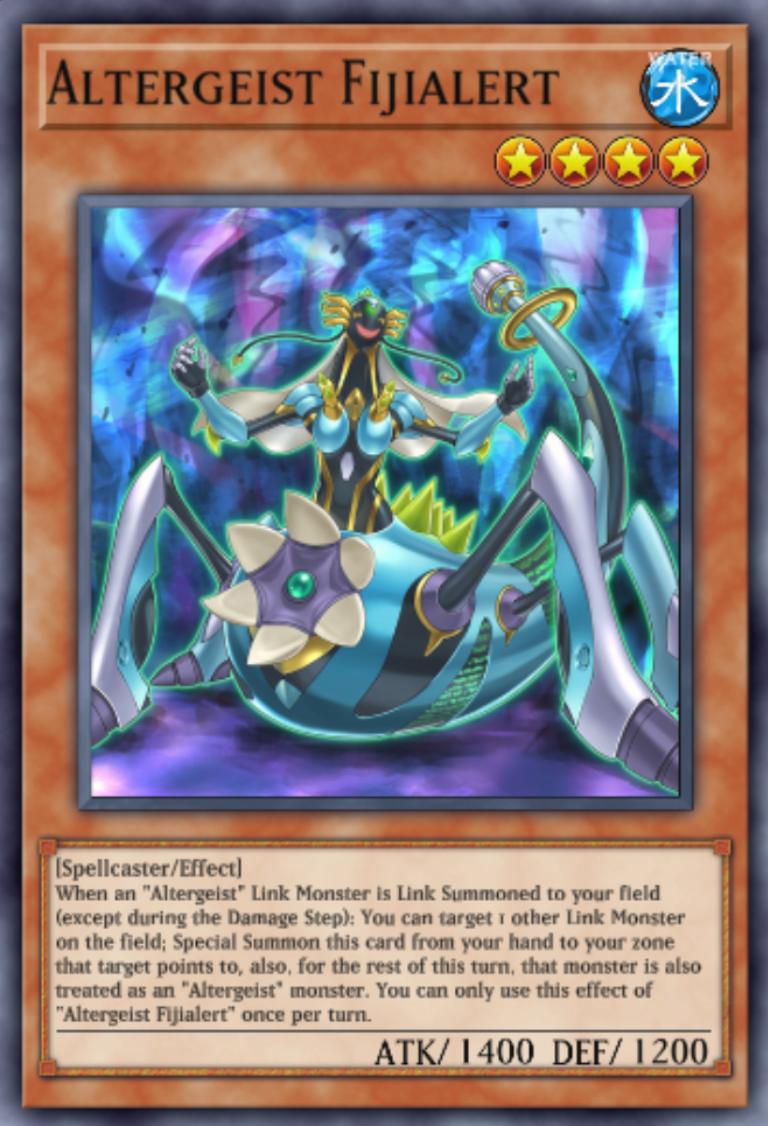 Altergeist Fijialert
WATER
水
[Spellcaster/Effect]
When an "Altergeist" Link Monster is Link Summoned to your field
(except during the Damage Step): You can target 1 other Link Monster
on the field; Special Summon this card from your hand to your zone
that target points to, also, for the rest of this turn, that monster is also
treated as an "Altergeist" monster. You can only use this effect of
"Altergeist Fijialert" once per turn.
ATK/ 1400 DEF/ 1200